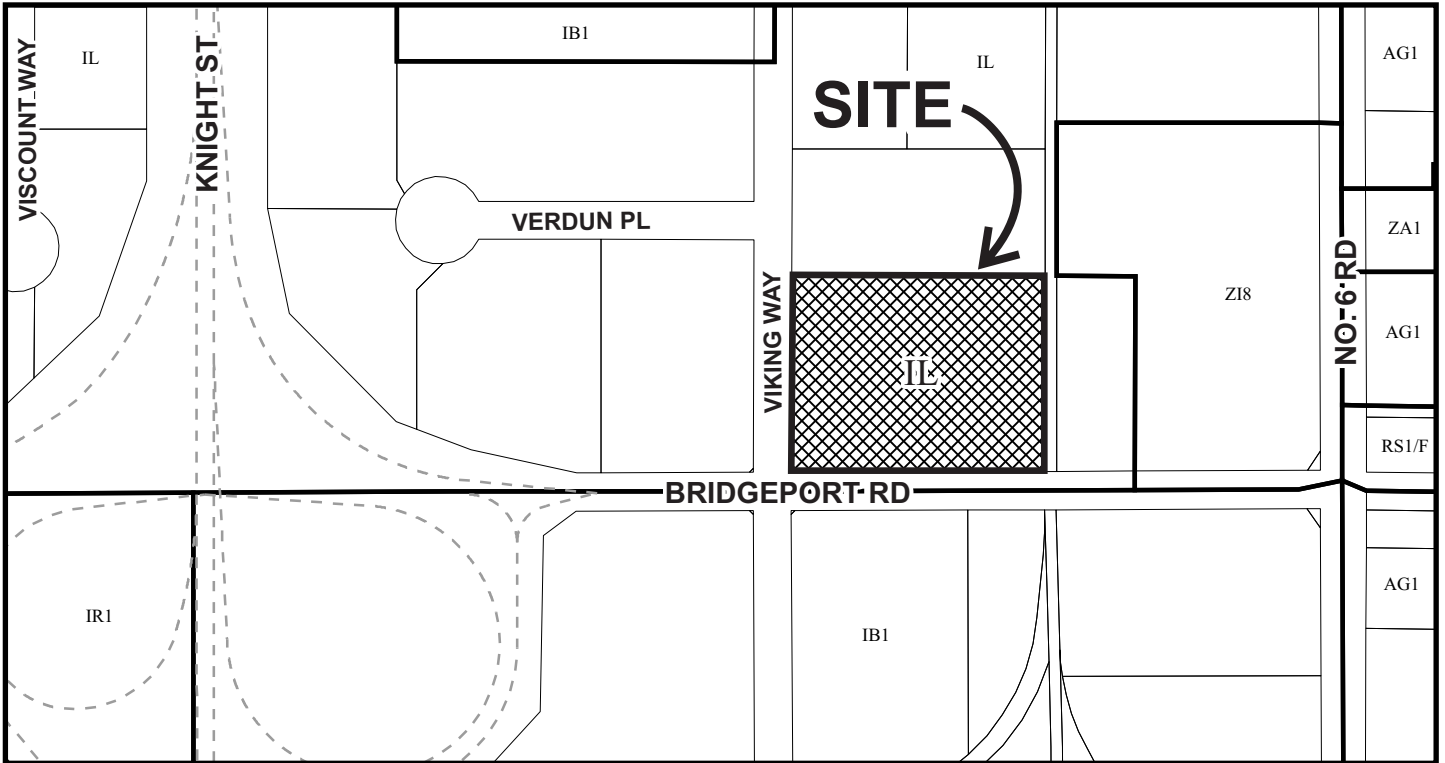 IB1
IL
IL
AG1
VISCOUNT WAY
KNIGHT ST
SITE
VERDUN PL
ZA1
ZI8
NO. 6 RD
VIKING WAY
AG1
IL
RS1/F
BRIDGEPORT RD
AG1
IR1
IB1